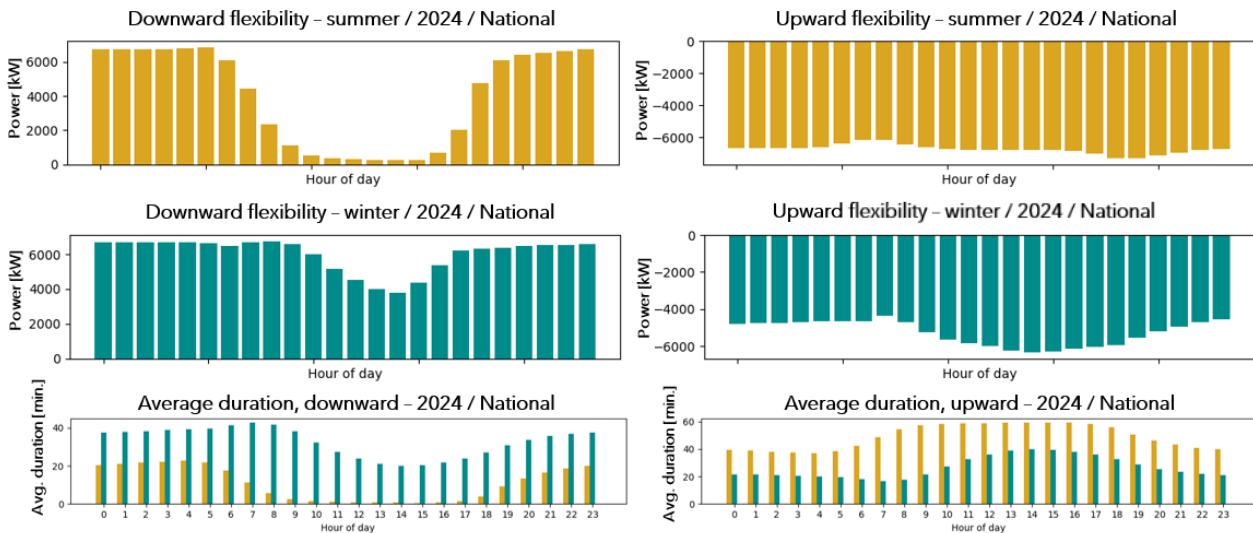 Downward flexibility – summer / 2024 / National
Power [kW]
6000
4000
2000
0
Hour of day
Upward flexibility – summer / 2024 / National
Power [kW]
0
−2000
−4000
−6000
Hour of day
Downward flexibility – winter / 2024 / National
Power [kW]
6000
4000
2000
0
Hour of day
Upward flexibility – winter / 2024 / National
Power [kW]
0
−2000
−4000
−6000
Hour of day
Average duration, downward – 2024 / National
Avg. duration [min.]
40
20
0
0 1 2 3 4 5 6 7 8 9 10 11 12 13 14 15 16 17 18 19 20 21 22 23
Hour of day
Average duration, upward – 2024 / National
Avg. duration [min.]
60
40
20
0
0 1 2 3 4 5 6 7 8 9 10 11 12 13 14 15 16 17 18 19 20 21 22 23
Hour of day